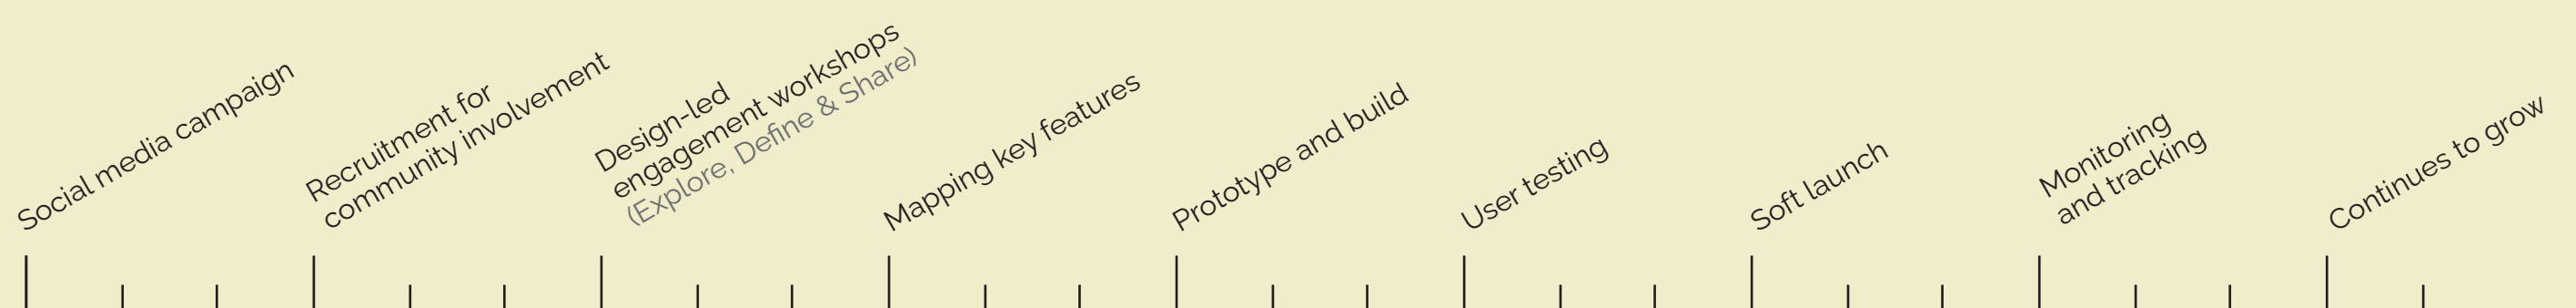 Social media campaign
Recruitment for
community involvement
Design-led
engagement workshops
(Explore, Define & Share)
Mapping key features
Prototype and build
User testing
Soft launch
Monitoring
and tracking
Continues to grow